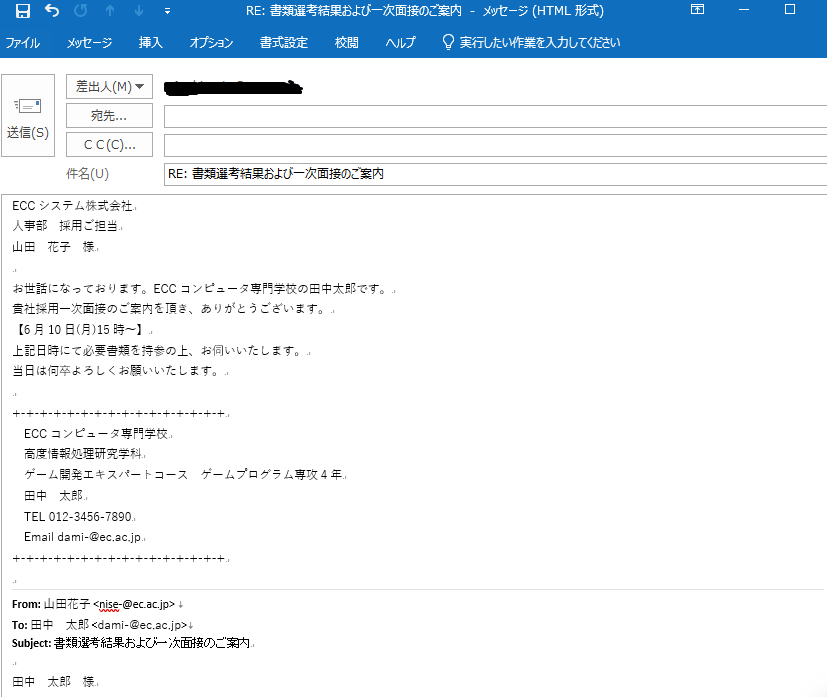 RE: 書類選考結果および一次面接のご案内 - メッセージ (HTML 形式)
ファイル メッセージ 挿入 オプション 書式設定 校閲 ヘルプ 実行したい作業を入力してください
送信(S)
差出人(M)
宛先...
ＣＣ(C)...
件名(U) RE: 書類選考結果および一次面接のご案内
ECC システム株式会社
人事部　採用ご担当
山田　花子　様
お世話になっております。ECC コンピュータ専門学校の田中太郎です。
貴社採用一次面接のご案内を頂き、ありがとうございます。
【6 月 10 日(月)15 時～】
上記日時にて必要書類を持参の上、お伺いいたします。
当日は何卒よろしくお願いいたします。
+-+-+-+-+-+-+-+-+-+-+-+-+-+-+-+
ECC コンピュータ専門学校
高度情報処理研究学科
ゲーム開発エキスパートコース　ゲームプログラム専攻 4 年
田中　太郎
TEL 012-3456-7890
Email dami-@ec.ac.jp
+-+-+-+-+-+-+-+-+-+-+-+-+-+-+-+
From: 山田花子 <nise-@ec.ac.jp>
To: 田中　太郎 <dami-@ec.ac.jp>
Subject: 書類選考結果および一次面接のご案内
田中　太郎　様